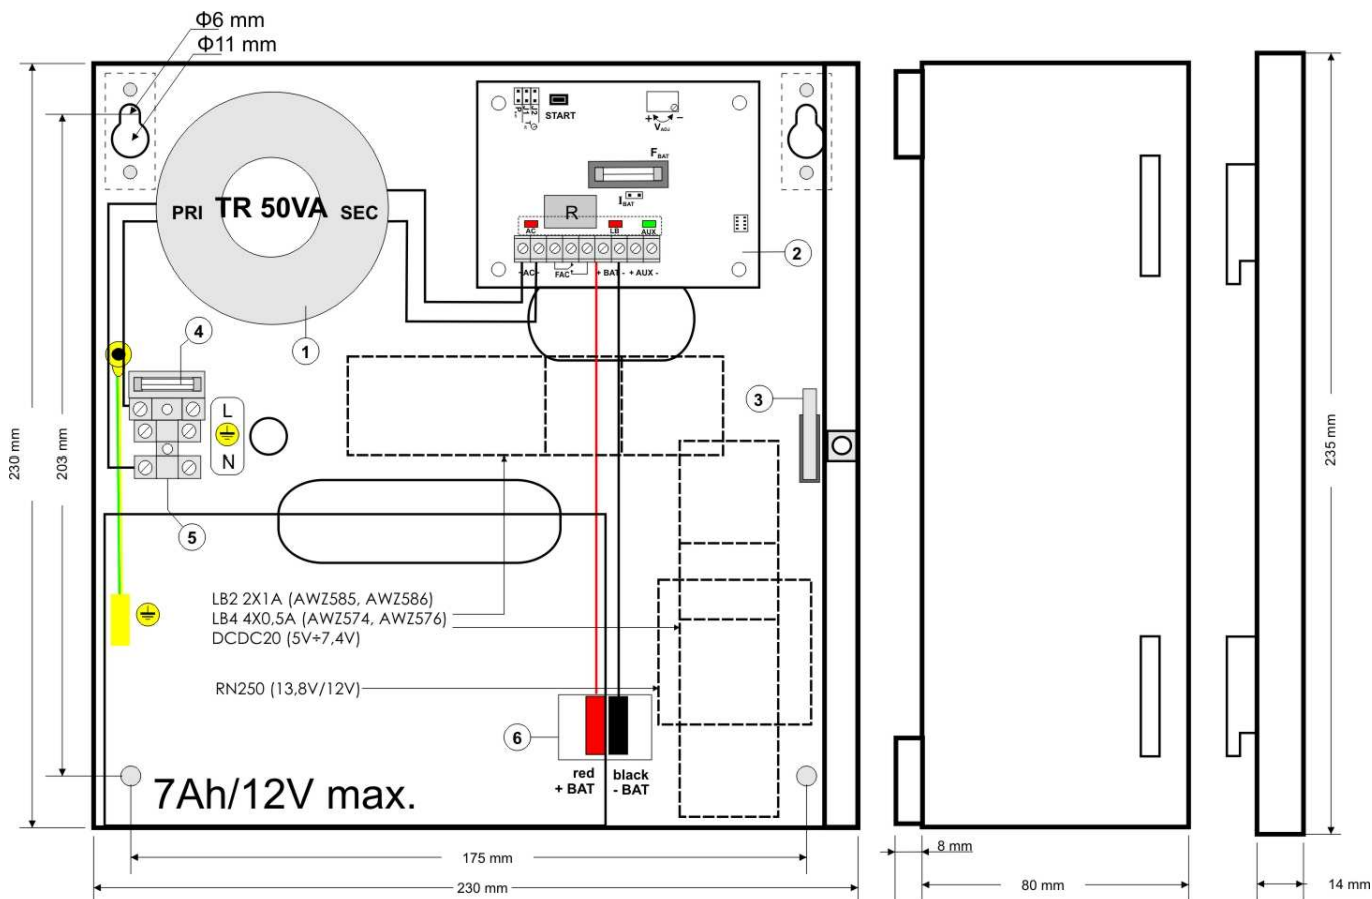 Φ6 mm
Φ11 mm
START
+ V ADJ -
F BAT
I BAT
PRI TR 50VA SEC
R
AC LB AUX
~AC~ FAC + BAT - + AUX -
2
1
4
3
L
N
5
230 mm
203 mm
235 mm
LB2 2X1A (AWZ585, AWZ586)
LB4 4X0,5A (AWZ574, AWZ576)
DCDC20 (5V÷7,4V)
RN250 (13,8V/12V)
6
red
+ BAT
black
- BAT
7Ah/12V max.
175 mm
230 mm
8 mm
80 mm
14 mm